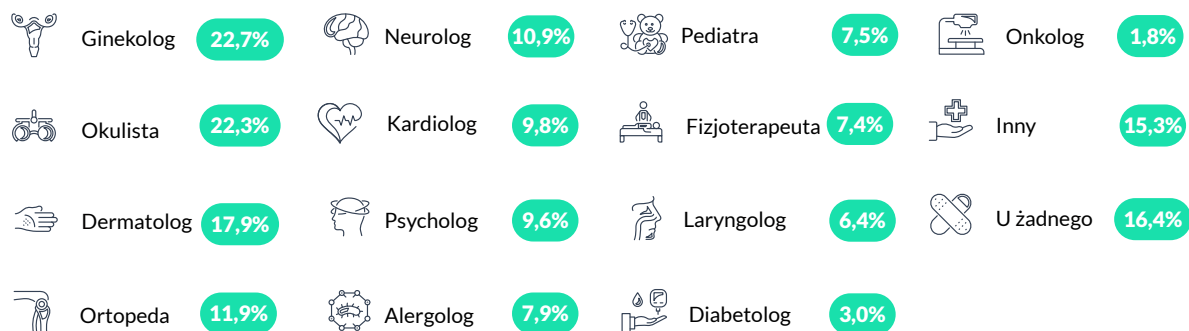 Ginekolog 22,7%
Okulista 22,3%
Dermatolog 17,9%
Ortopeda 11,9%
Neurolog 10,9%
Kardiolog 9,8%
Psycholog 9,6%
Alergolog 7,9%
Pediatra 7,5%
Fizjoterapeuta 7,4%
Laryngolog 6,4%
Diabetolog 3,0%
Onkolog 1,8%
Inny 15,3%
U żadnego 16,4%